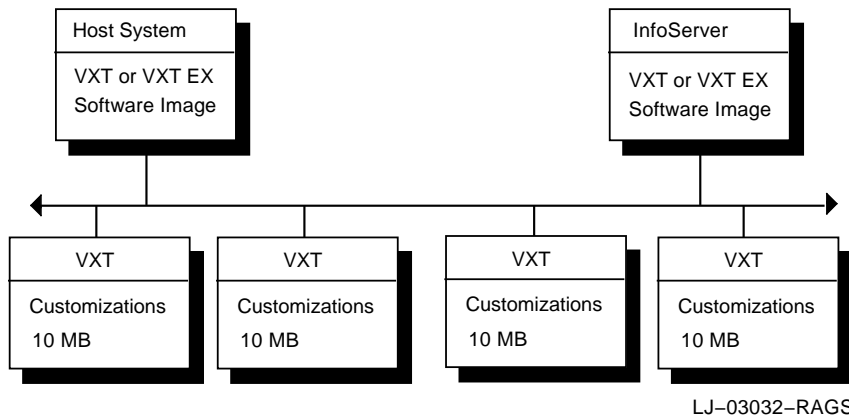 Host System
VXT or VXT EX
Software Image
InfoServer
VXT or VXT EX
Software Image
VXT
Customizations
10 MB
VXT
Customizations
10 MB
VXT
Customizations
10 MB
VXT
Customizations
10 MB
LJ–03032–RAGS